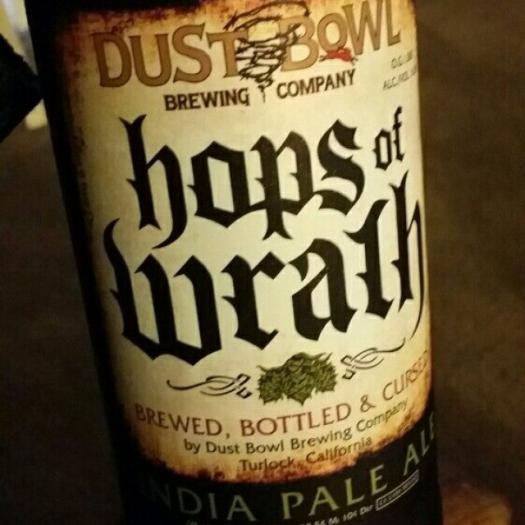 DUST BOWL
BREWING COMPANY
hops of
wrath
BREWED, BOTTLED & CURSED
by Dust Bowl Brewing Company
Turlock, California
INDIA PALE ALE